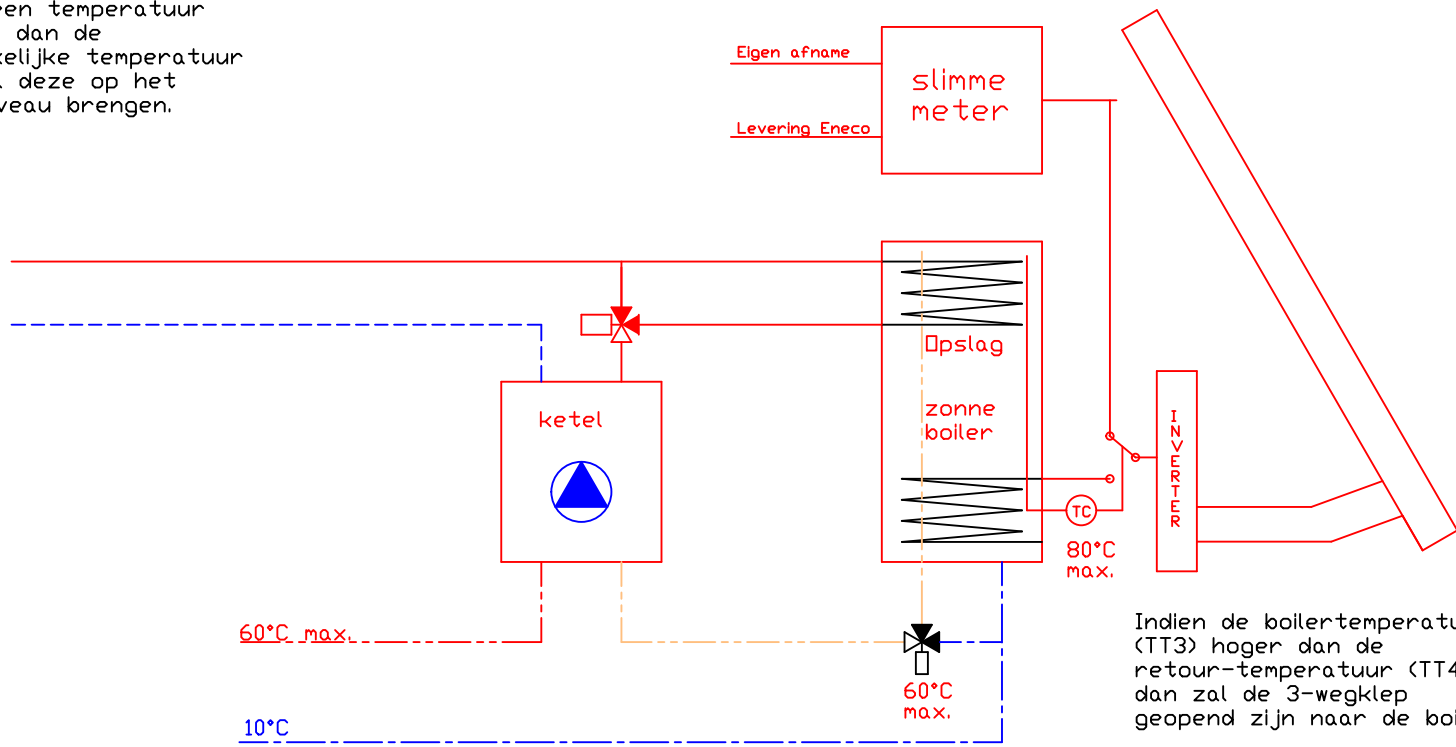 en temperatuur
dan de
elijke temperatuur
deze op het
veau brengen.
Eigen afname
Levering Eneco
slimme
meter
Opslag
zonne
boiler
ketel
INVERTER
TC
80°C
max.
60°C max.
60°C
max.
10°C
Indien de boilertemperatu
(TT3) hoger dan de
retour-temperatuur (TT4
dan zal de 3-wegklep
geopend zijn naar de boi